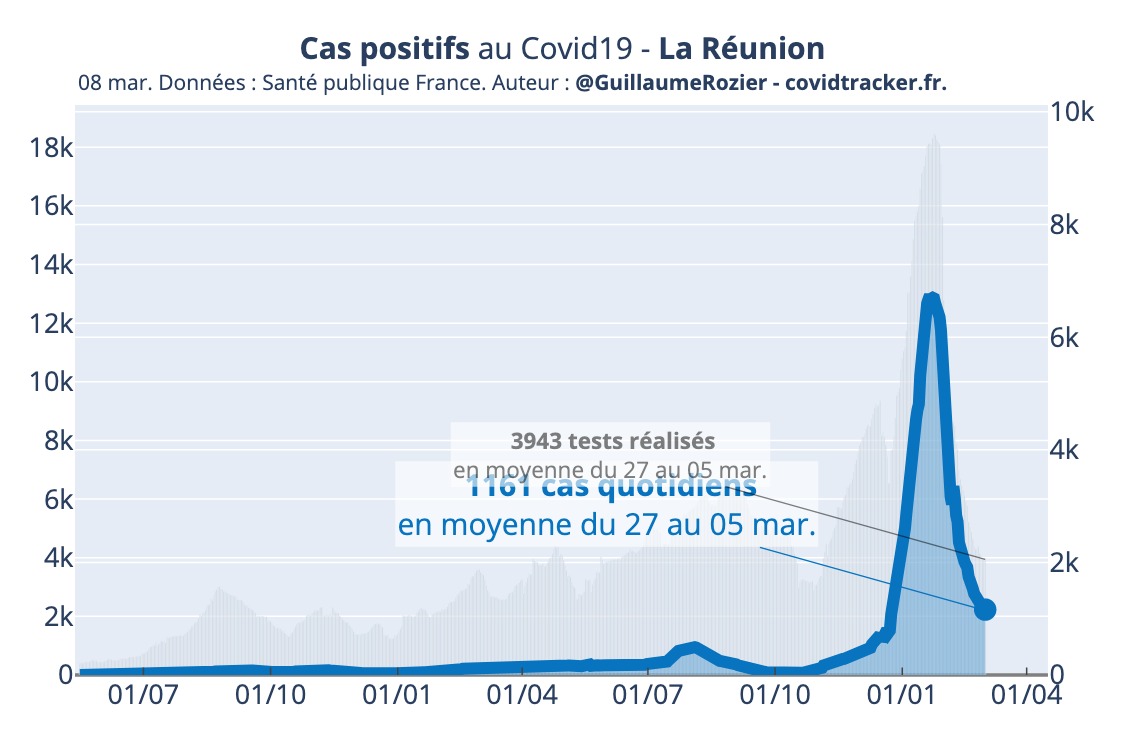 Cas positifs au Covid19 - La Réunion
08 mar. Données : Santé publique France. Auteur : @GuillaumeRozier - covidtracker.fr.
10k
18k
16k
8k
14k
12k
6k
10k
8k
4k
6k
4k
2k
2k
0
0
3943 tests réalisés
en moyenne du 27 au 05 mar.
1161 cas quotidiens
en moyenne du 27 au 05 mar.
01/07 01/10 01/01 01/04 01/07 01/10 01/01 01/04